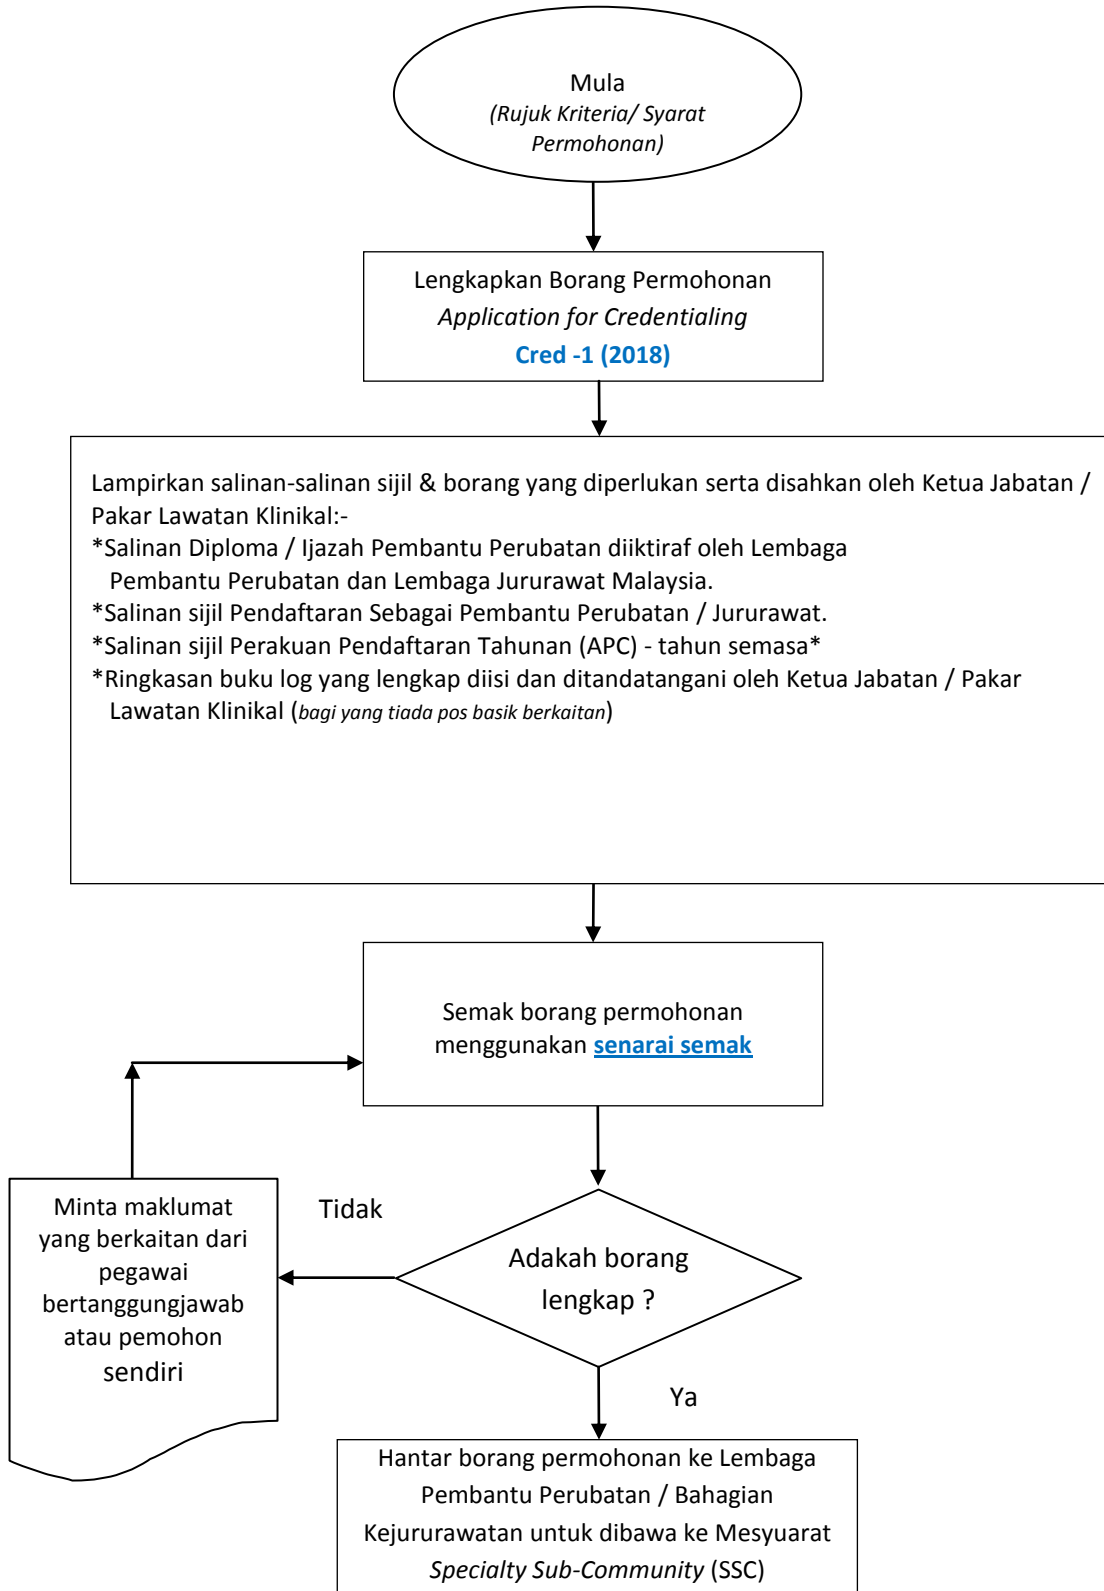 Mula
(Rujuk Kriteria/ Syarat
Permohonan)
Lengkapkan Borang Permohonan
Application for Credentialing
Cred -1 (2018)
Lampirkan salinan-salinan sijil & borang yang diperlukan serta disahkan oleh Ketua Jabatan /
Pakar Lawatan Klinikal:-
*Salinan Diploma / Ijazah Pembantu Perubatan diiktiraf oleh Lembaga
Pembantu Perubatan dan Lembaga Jururawat Malaysia.
*Salinan sijil Pendaftaran Sebagai Pembantu Perubatan / Jururawat.
*Salinan sijil Perakuan Pendaftaran Tahunan (APC) - tahun semasa*
*Ringkasan buku log yang lengkap diisi dan ditandatangani oleh Ketua Jabatan / Pakar
Lawatan Klinikal (bagi yang tiada pos basik berkaitan)
Semak borang permohonan
menggunakan senarai semak
Minta maklumat
yang berkaitan dari
pegawai
bertanggungjawab
atau pemohon
sendiri
Tidak
Adakah borang
lengkap ?
Ya
Hantar borang permohonan ke Lembaga
Pembantu Perubatan / Bahagian
Kejururawatan untuk dibawa ke Mesyuarat
Specialty Sub-Community (SSC)